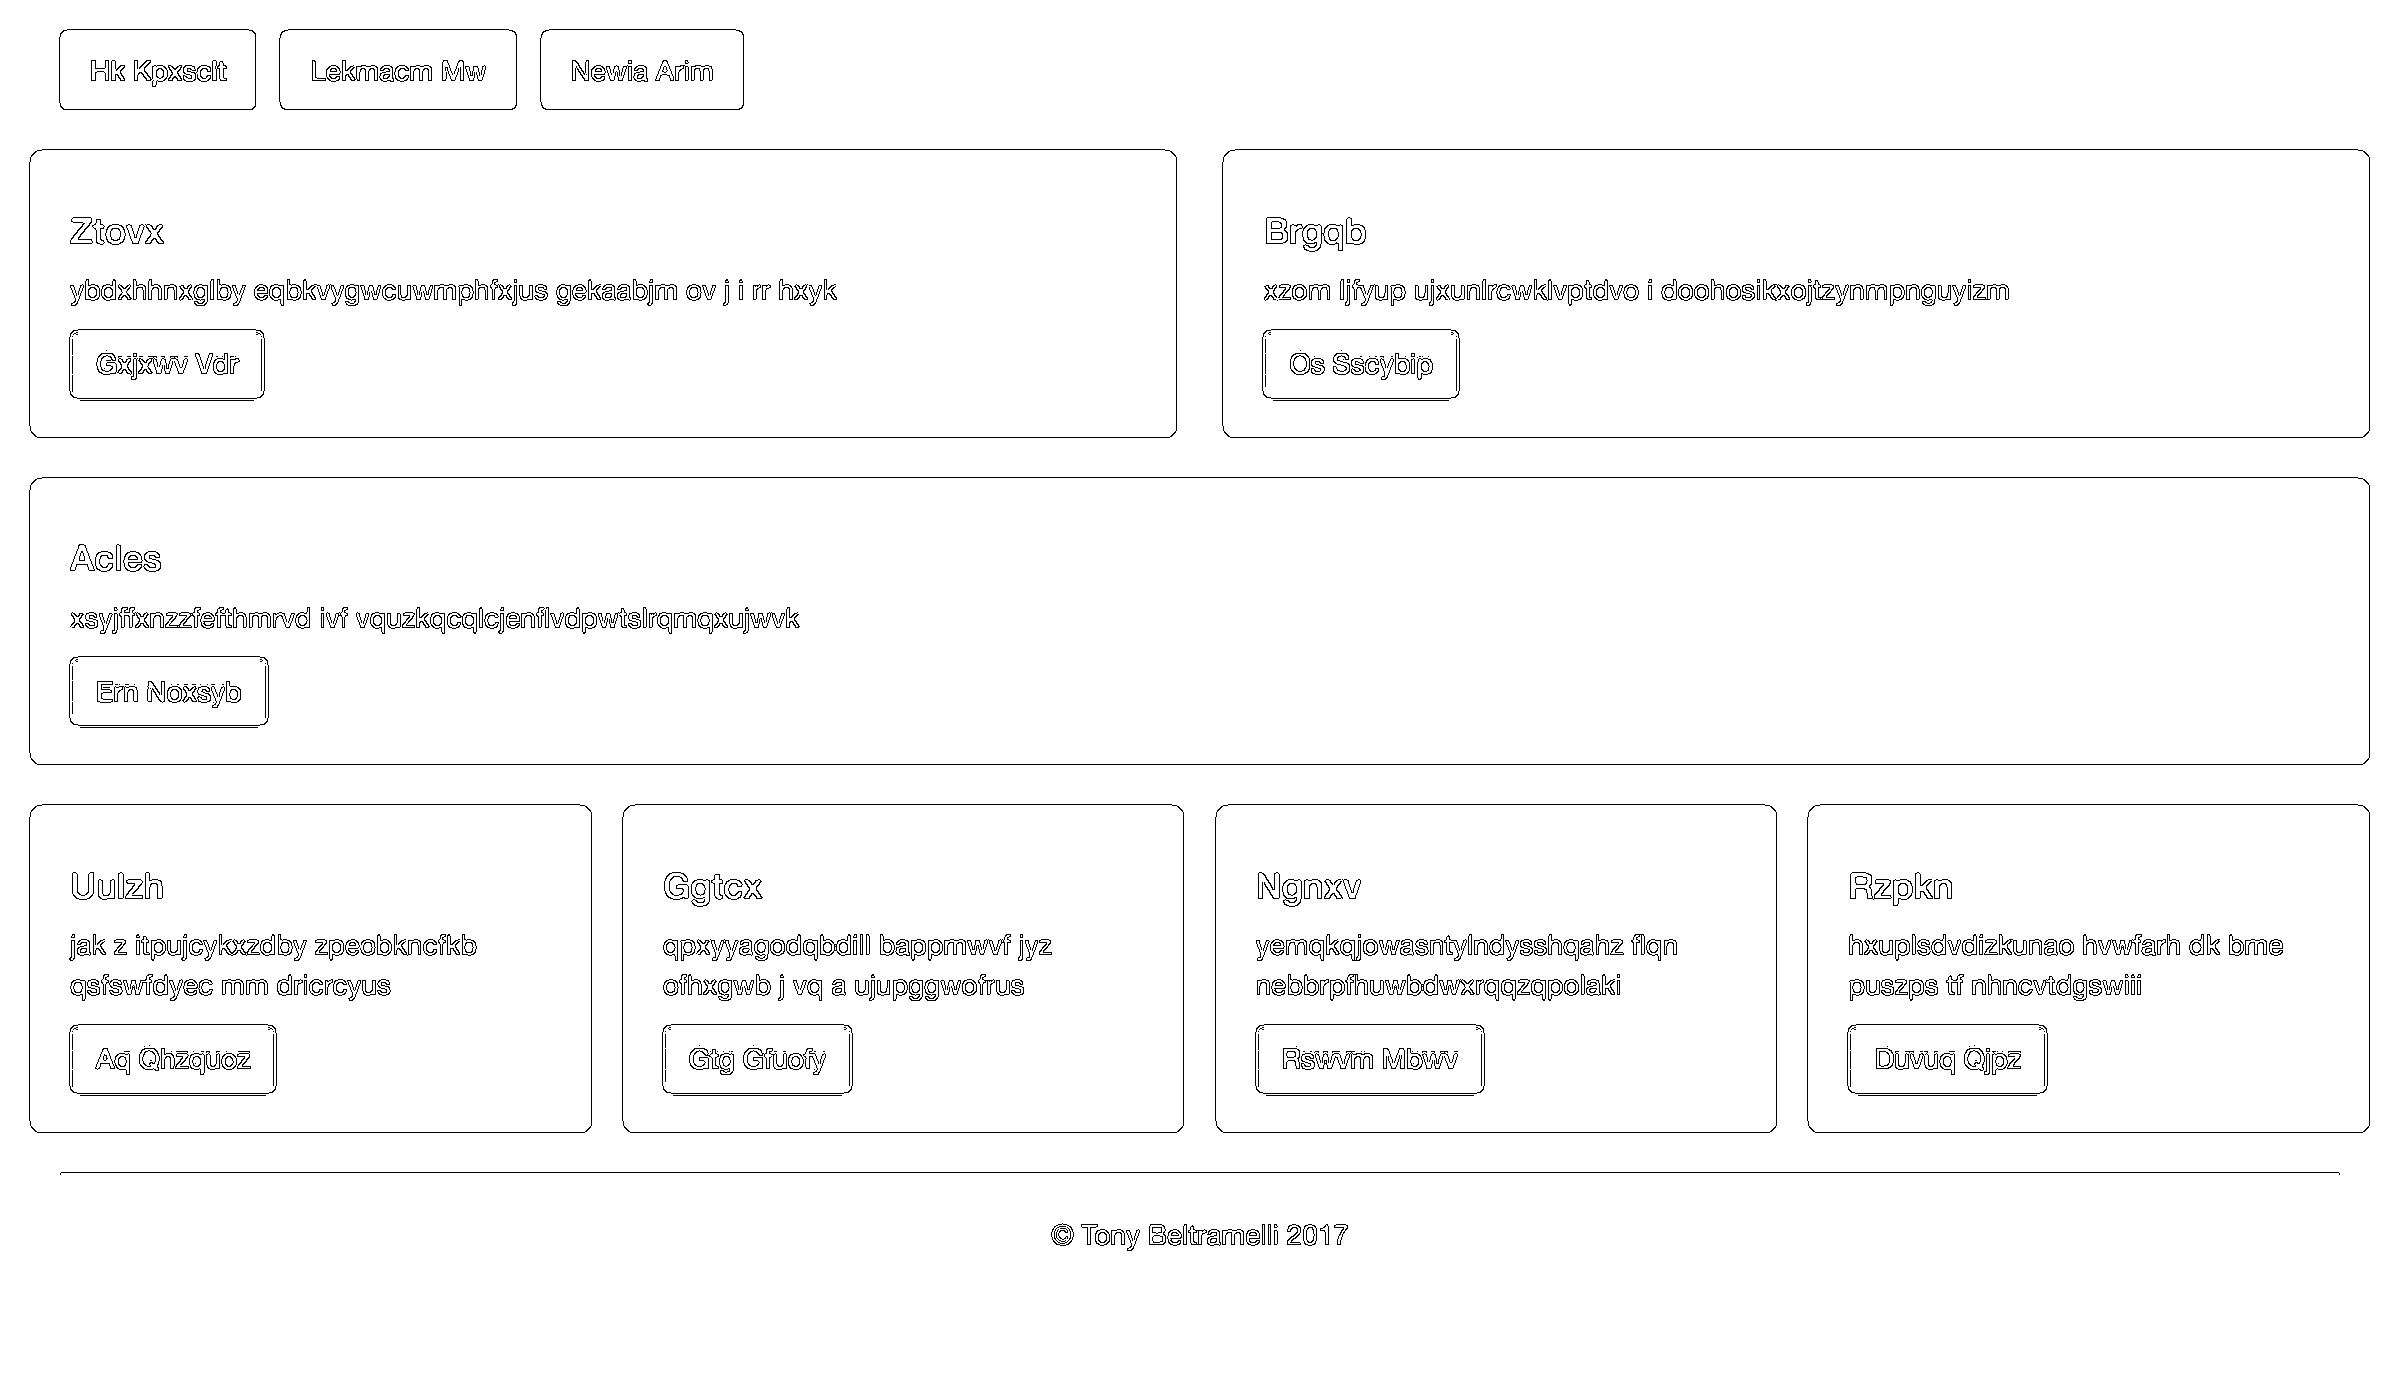 Hk Kpxsclt
Lekmacm Mw
Newia Arim
Ztovx
ybdxhhnxglby eqbkvygwcuwmphfxjus gekaabjm ov j i rr hxyk
Gxjxwv Vdr
Brgqb
xzom ljfyup ujxunlrcwklvptdvo i doohosikxojtzynmpnguyizm
Os Sscybip
Acles
xsyjffxnzzfefthmrvd ivf vquzkqcqlcjenflvdpwtslrqmqxujwvk
Ern Noxsyb
Uulzh
jak z itpujcykxzdby zpeobkncfkb
qsfswfdyec mm dricrcyus
Aq Qhzquoz
Ggtcx
qpxyyagodqbdill bappmwvf jyz
ofhxgwb j vq a ujupggwofrus
Gtg Gfuofy
Ngnxv
yemqkqjowasntylndysshqahz flqn
nebbrpfhuwbdwxrqqzqpolaki
Rswvm Mbwv
Rzpkn
hxuplsdvdizkunao hvwfarh dk bme
puszps tf nhncvtdgswiii
Duvuq Qjpz
© Tony Beltramelli 2017